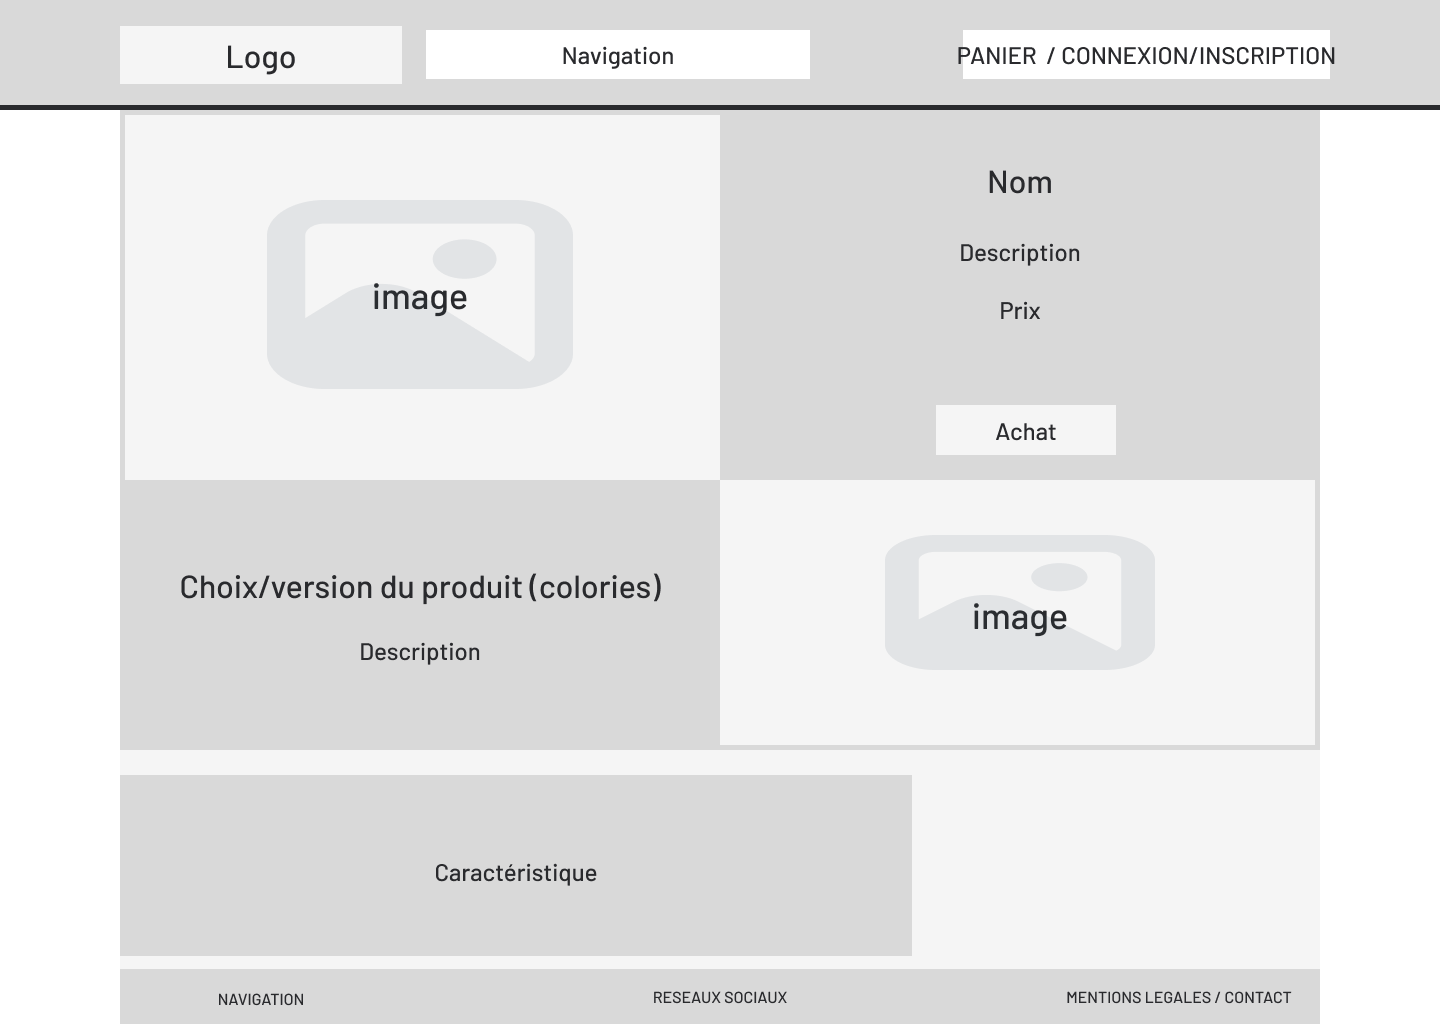 Logo
Navigation
PANIER / CONNEXION/INSCRIPTION
image
Nom
Description
Prix
Achat
Choix/version du produit (colories)
Description
image
Caractéristique
NAVIGATION
RESEAUX SOCIAUX
MENTIONS LEGALES / CONTACT